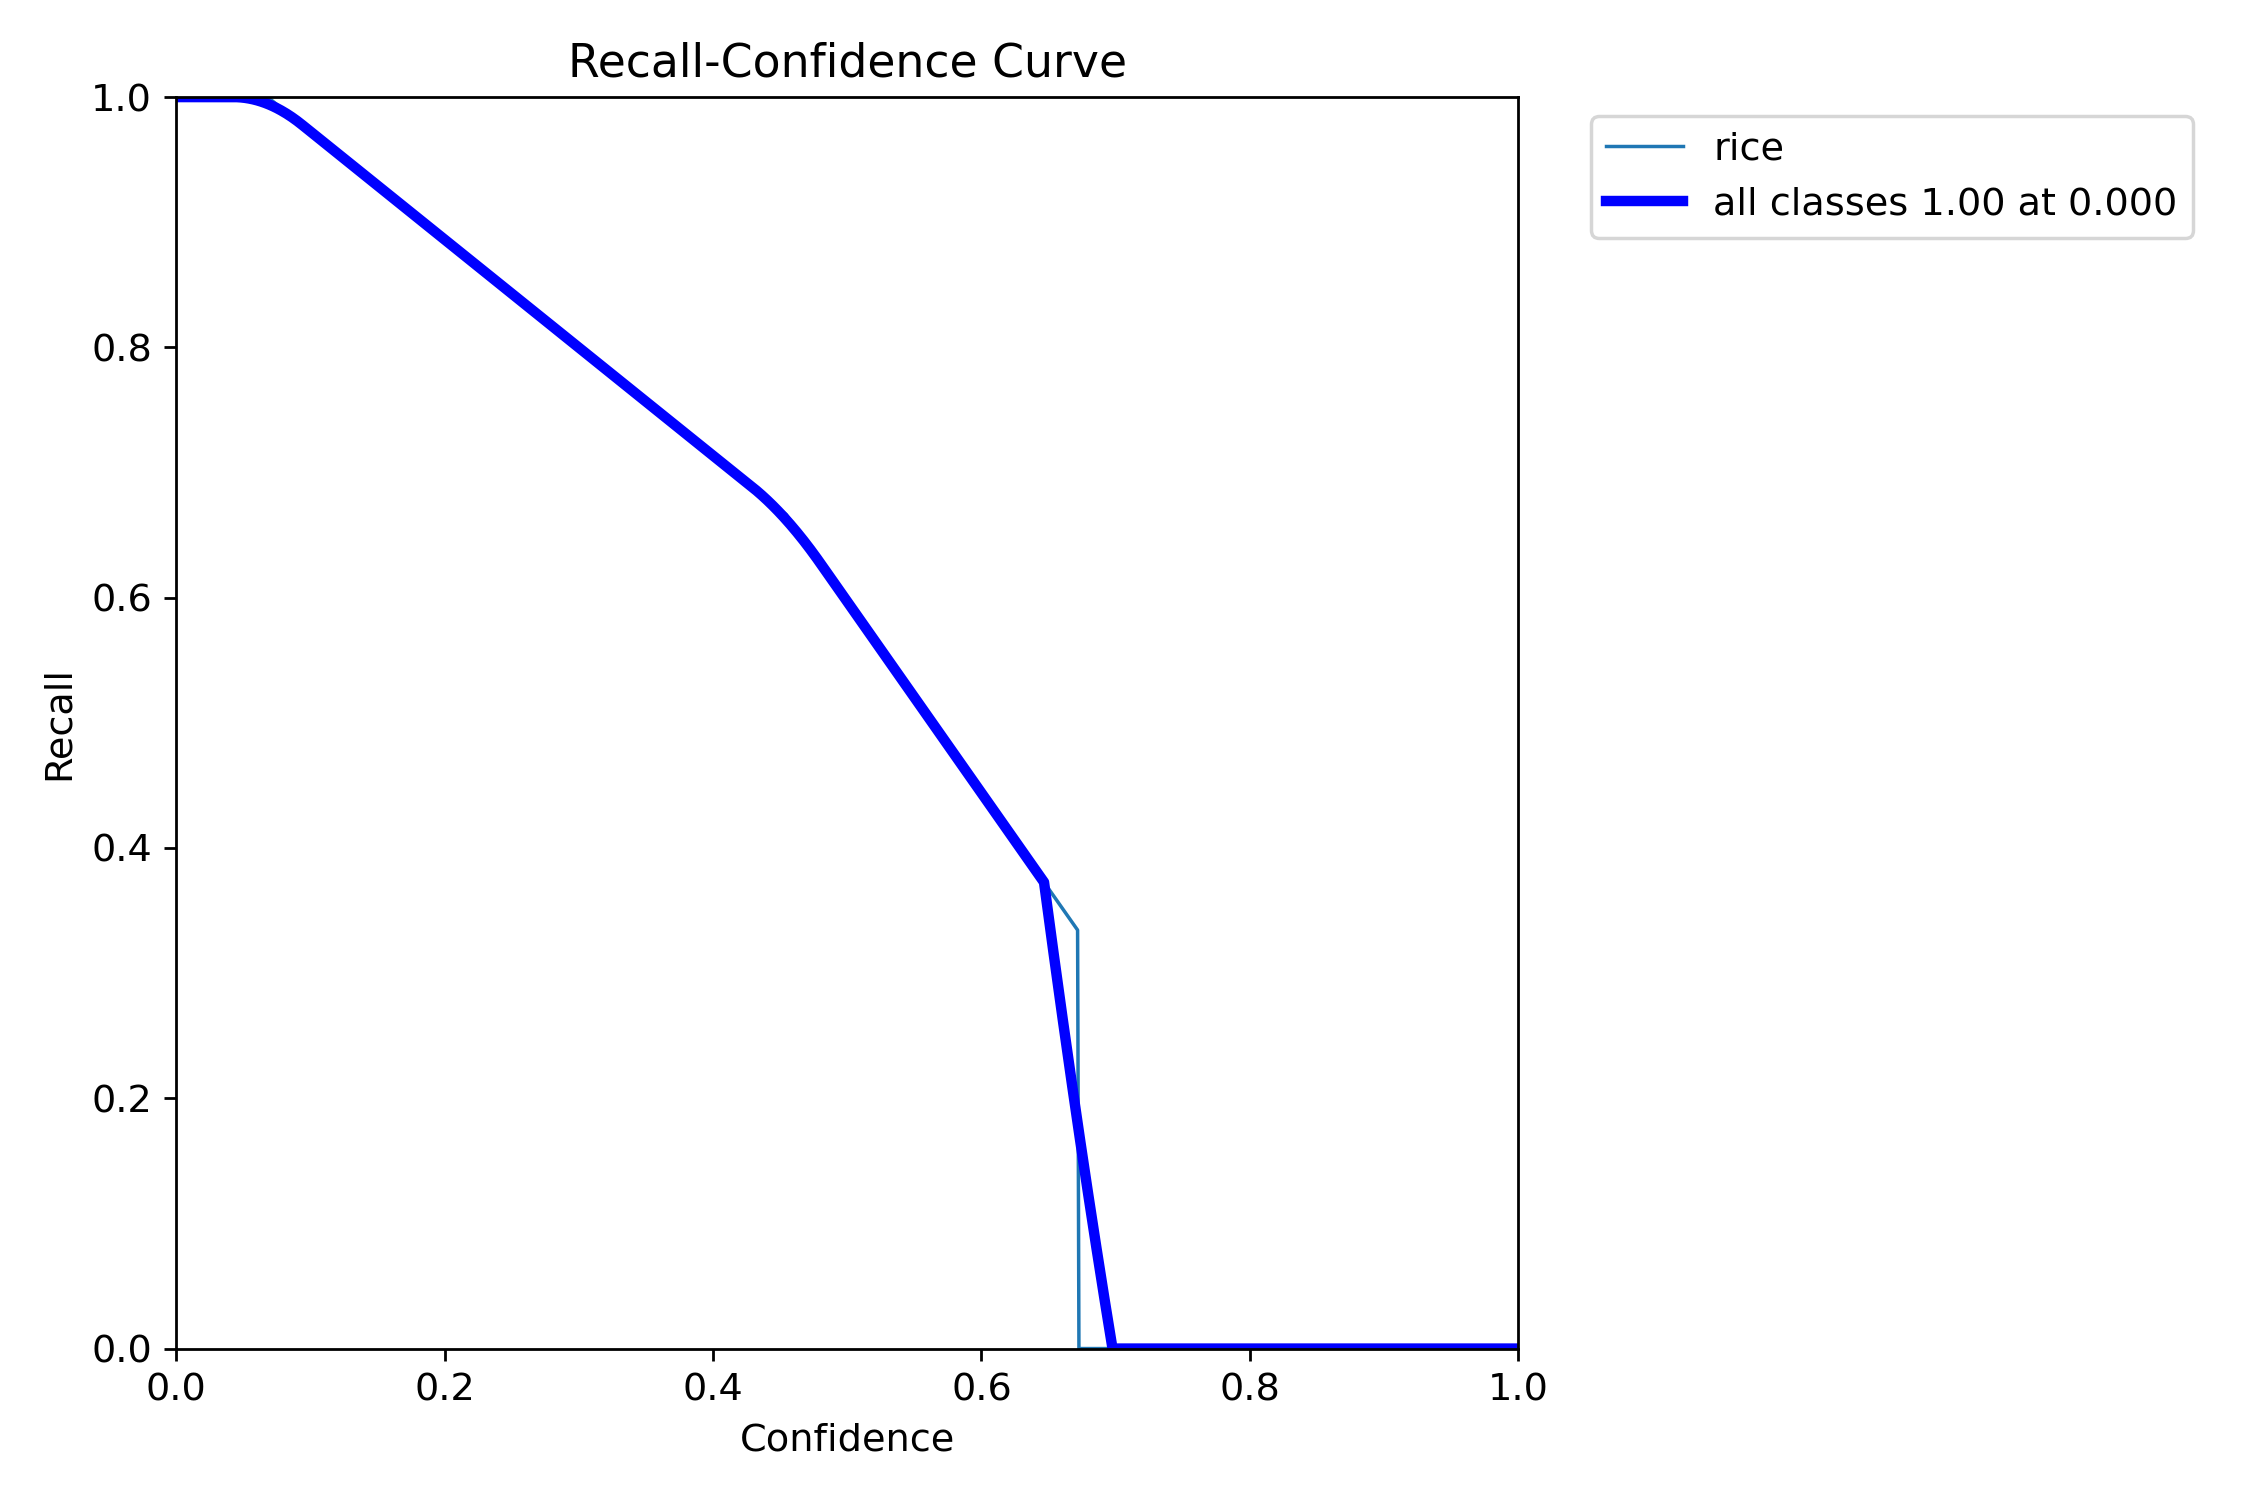 Recall-Confidence Curve
rice
all classes 1.00 at 0.000
1.0
0.8
0.6
0.4
0.2
0.0
Recall
0.0 0.2 0.4 0.6 0.8 1.0
Confidence